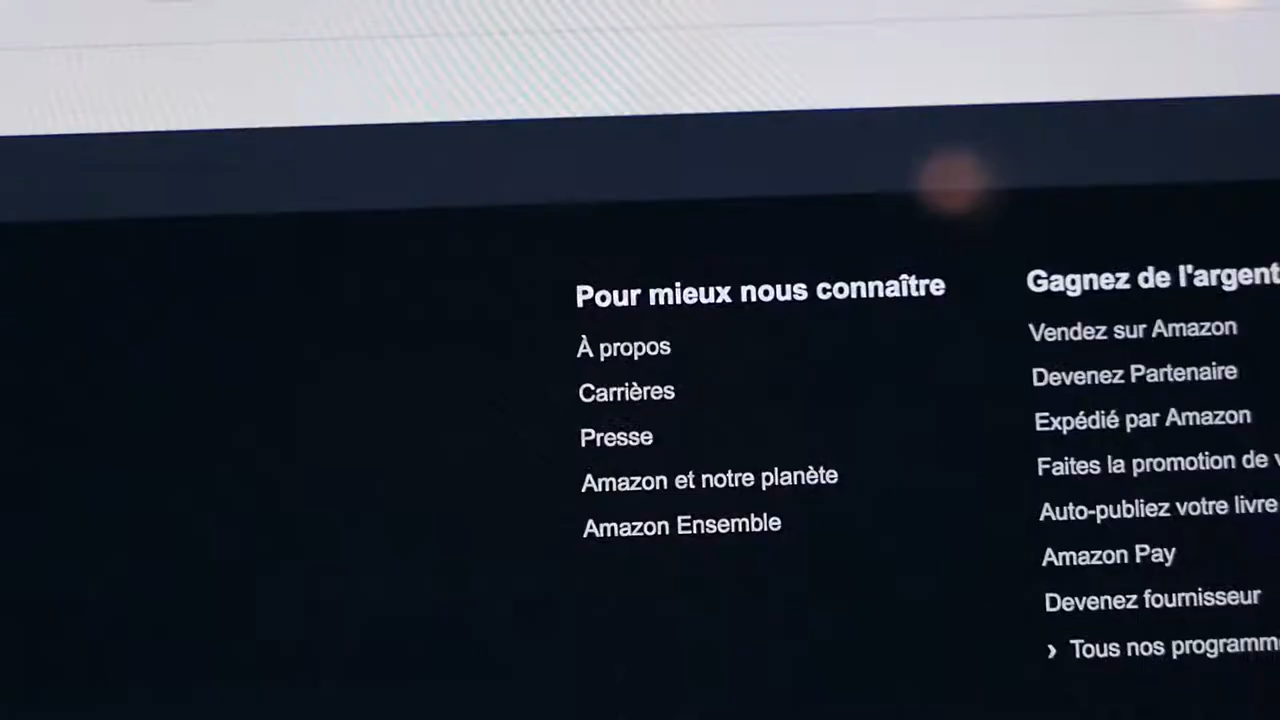 Pour mieux nous connaître
À propos
Carrières
Presse
Amazon et notre planète
Amazon Ensemble
Gagnez de l'argent
Vendez sur Amazon
Devenez Partenaire
Expédié par Amazon
Faites la promotion de
Auto-publiez votre livre
Amazon Pay
Devenez fournisseur
› Tous nos